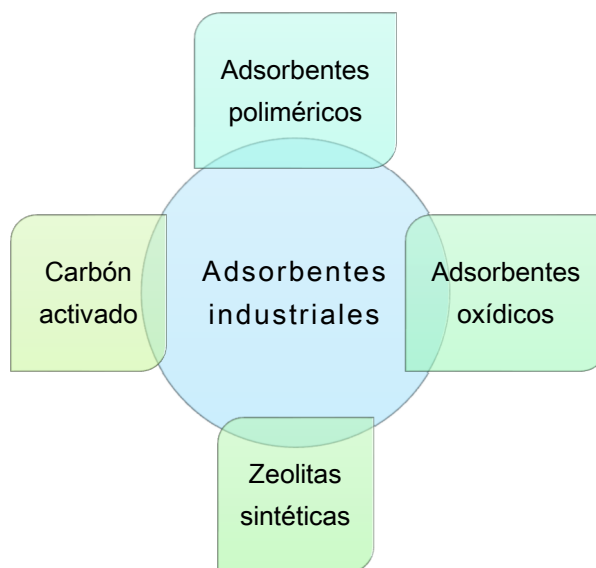 Adsorbentes
poliméricos
Carbón
activado
Adsorbentes
industriales
Adsorbentes
oxídicos
Zeolitas
sintéticas